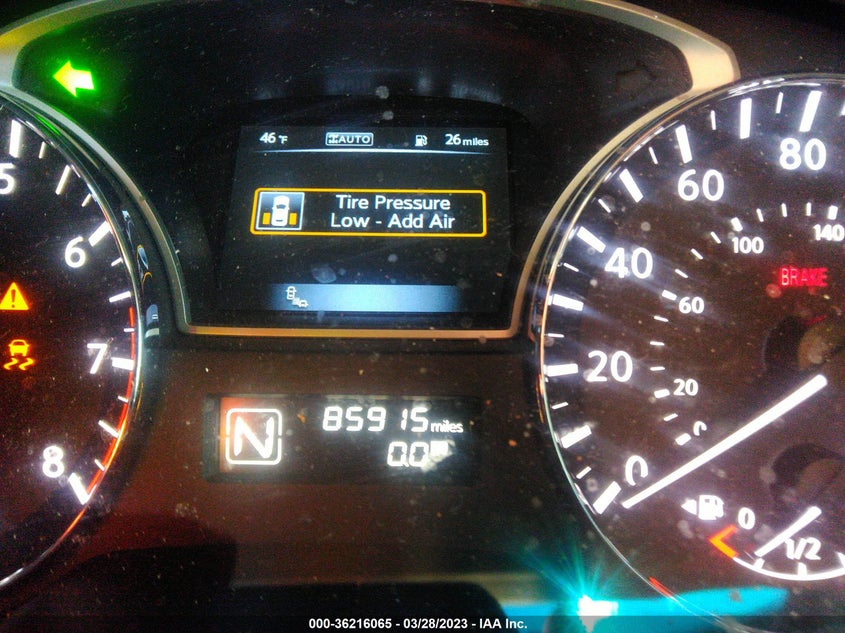 46 °F AUTO 26 miles
Tire Pressure
Low - Add Air
5
6
7
8
80
60
40
20
0
140
100
60
20
BRAKE
N
85915 miles
0.0
0
1/2
000-36216065 - 03/28/2023 - IAA Inc.